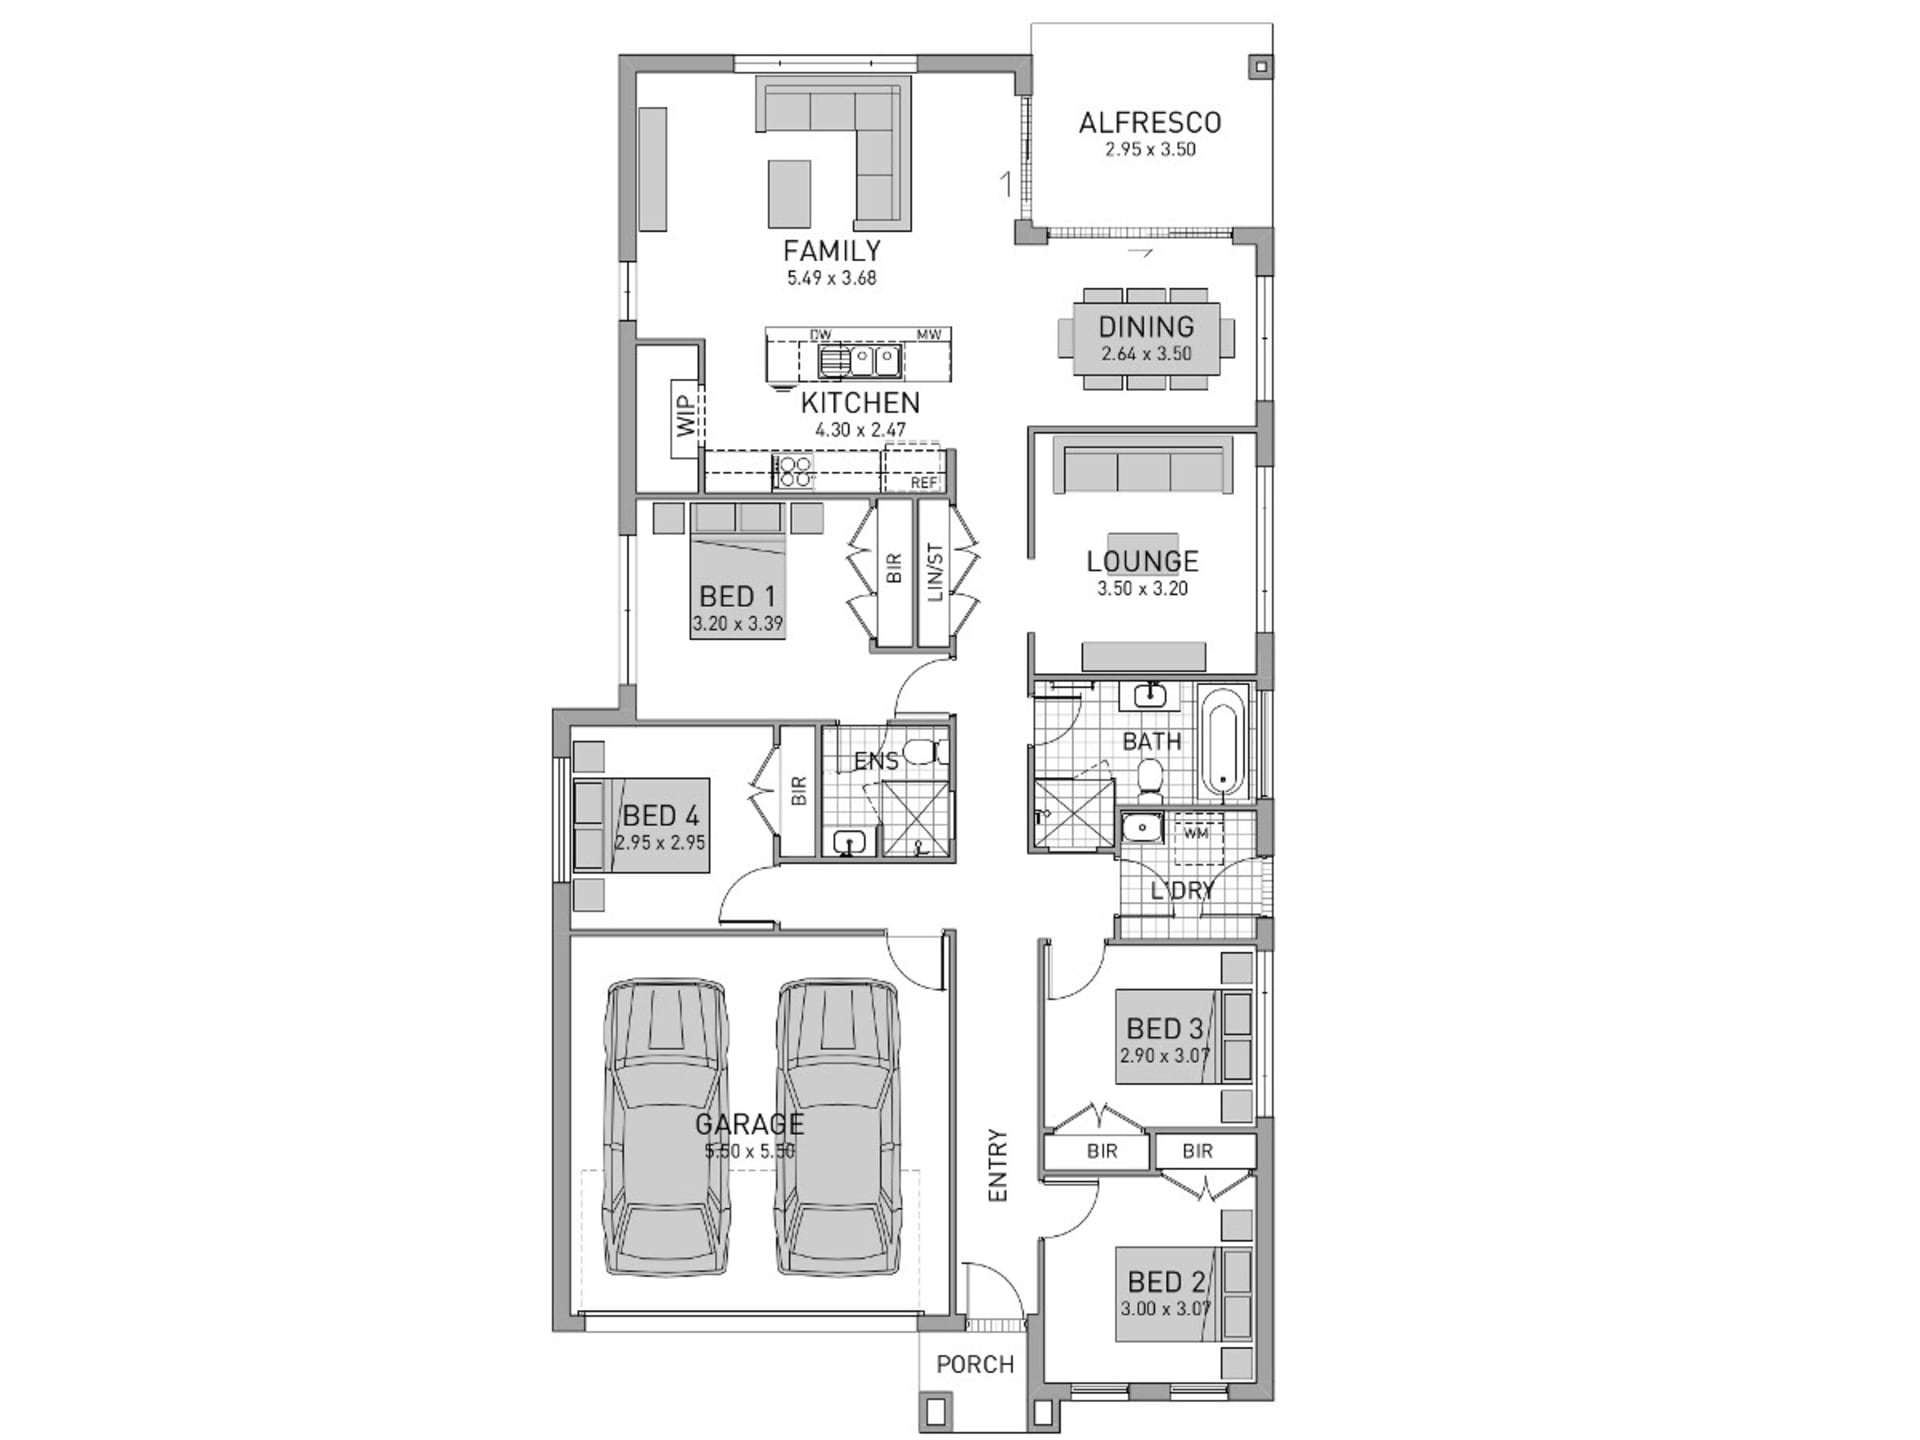 ALFRESCO
2.95 x 3.50
1
FAMILY
5.49 x 3.68
DINING
2.64 x 3.50
DW
MW
KITCHEN
4.30 x 2.47
WIP
REF
BED 1
3.20 x 3.39
BIR
LIN/ST
LOUNGE
3.50 x 3.20
BATH
ENS
BED 4
2.95 x 2.95
BIR
WM
L'DRY
BED 3
2.90 x 3.07
GARAGE
5.50 x 5.50
ENTRY
BIR
BIR
BED 2
3.00 x 3.07
PORCH